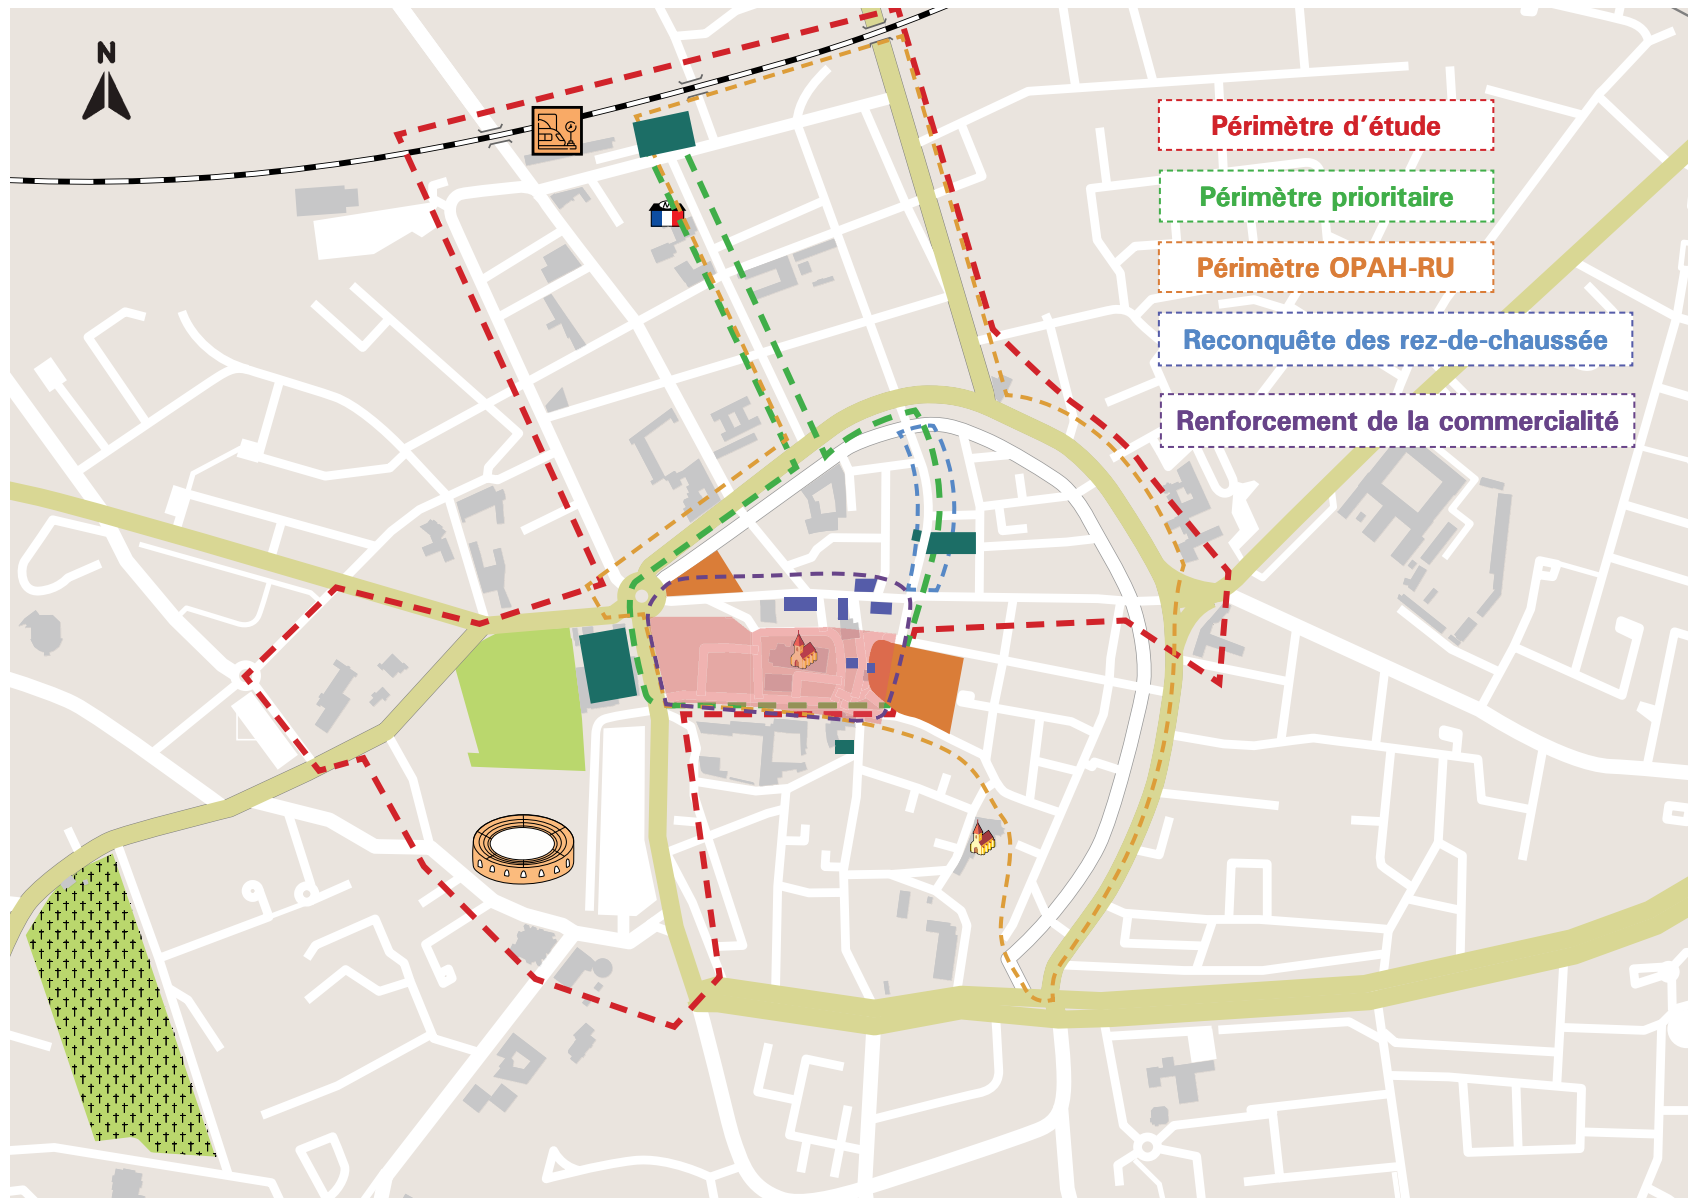 N
Périmètre d'étude
Périmètre prioritaire
Périmètre OPAH-RU
Reconquête des rez-de-chaussée
Renforcement de la commercialité